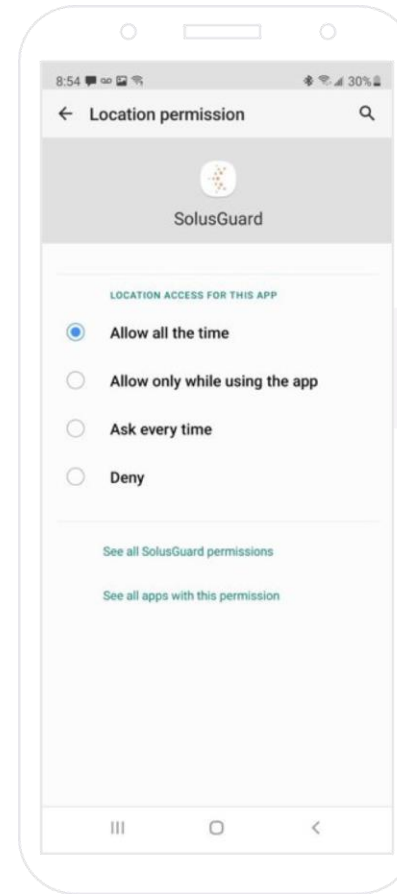 8:54 30%
Location permission
SolusGuard
LOCATION ACCESS FOR THIS APP
Allow all the time
Allow only while using the app
Ask every time
Deny
See all SolusGuard permissions
See all apps with this permission